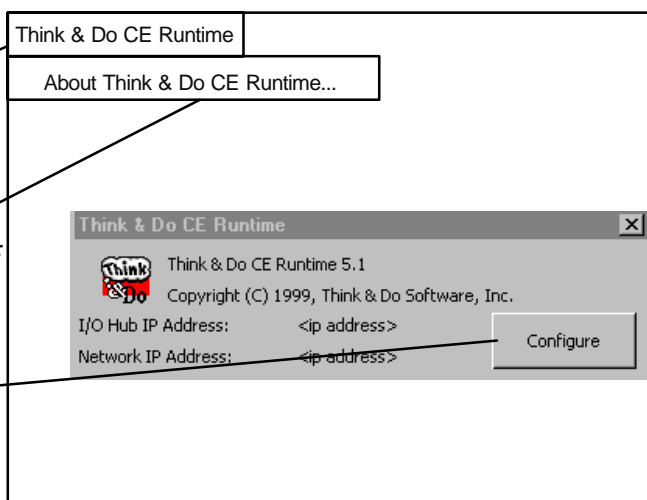 Think & Do CE Runtime
About Think & Do CE Runtime...
Think & Do CE Runtime
Think & Do
Think & Do CE Runtime 5.1
Copyright (C) 1999, Think & Do Software, Inc.
I/O Hub IP Address: <ip address>
Configure
Network IP Address: <ip address>